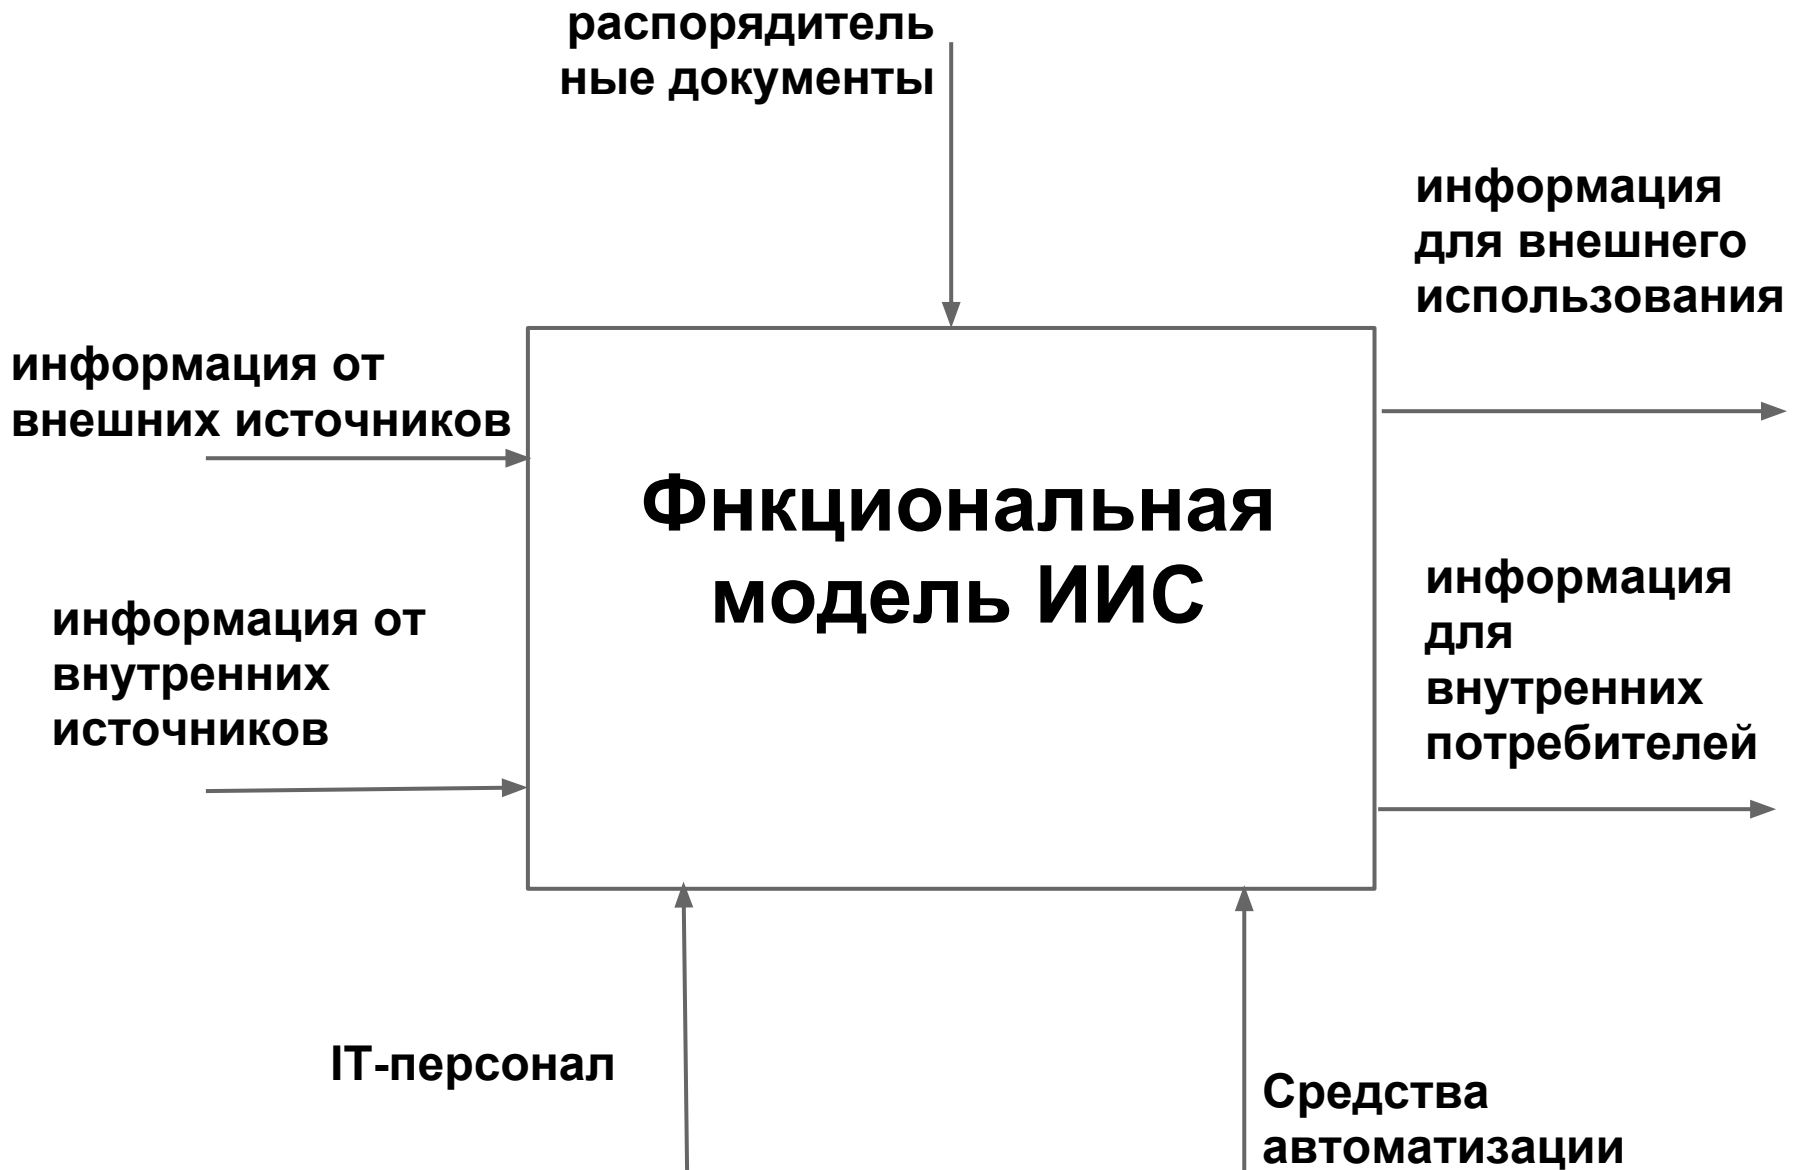 распорядитель
ные документы
информация
для внешнего
использования
информация от
внешних источников
Фнкциональная
модель ИИС
информация
для
внутренних
потребителей
информация от
внутренних
источников
IT-персонал
Средства
автоматизации